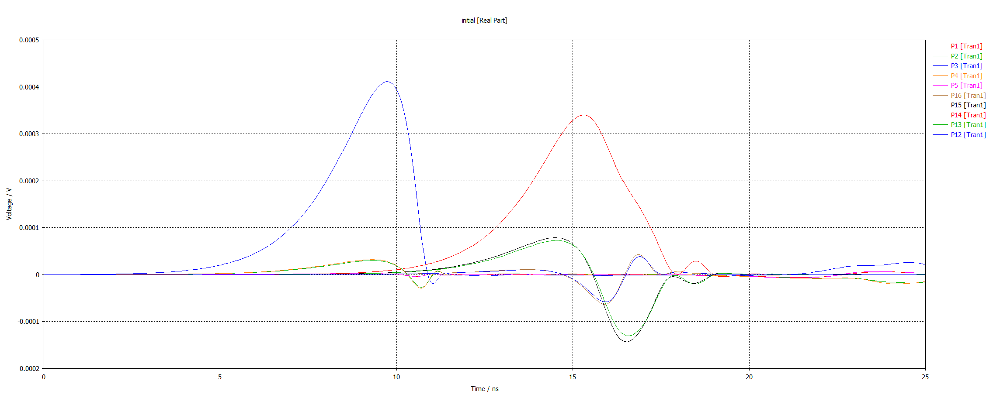 initial [Real Part]
0.0005
0.0004
0.0003
0.0002
0.0001
0
-0.0001
-0.0002
Voltage / V
0 5 10 15 20 25
Time / ns
P1 [Tran1]
P2 [Tran1]
P3 [Tran1]
P4 [Tran1]
P5 [Tran1]
P16 [Tran1]
P15 [Tran1]
P14 [Tran1]
P13 [Tran1]
P12 [Tran1]